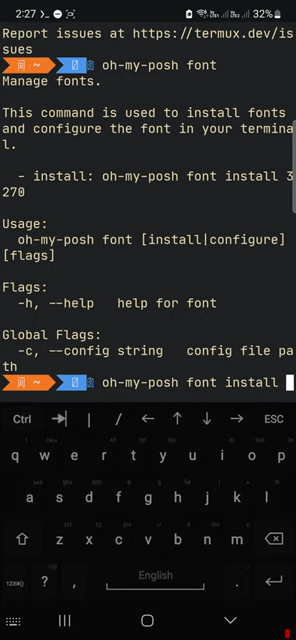 2:27
32%
Report issues at https://termux.dev/is
sues
~ oh-my-posh font
Manage fonts.
This command is used to install fonts
and configure the font in your termina
l.
- install: oh-my-posh font install 3
270
Usage:
oh-my-posh font [install|configure]
[flags]
Flags:
-h, --help   help for font
Global Flags:
-c, --config string   config file pa
th
~ oh-my-posh font install
Ctrl | / ← ↑ ↓ → ESC
q w e r t y u i o p
a s d f g h j k l
z x c v b n m
123!#() ? , English .